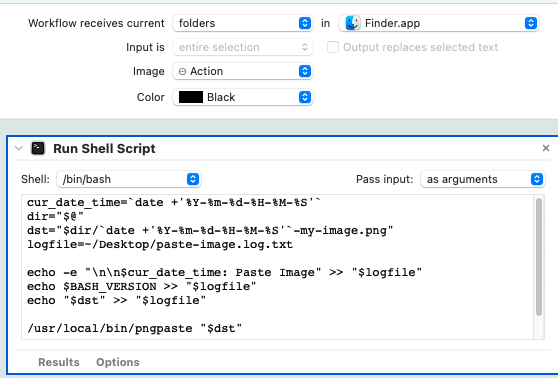 Workflow receives current folders in Finder.app
Input is entire selection Output replaces selected text
Image Action
Color Black
Run Shell Script
Shell: /bin/bash Pass input: as arguments
cur_date_time=`date +'%Y-%m-%d-%H-%M-%S'`
dir="$@"
dst="$dir/`date +'%Y-%m-%d-%H-%M-%S'`-my-image.png"
logfile=~/Desktop/paste-image.log.txt
echo -e "\n\n$cur_date_time: Paste Image" >> "$logfile"
echo $BASH_VERSION >> "$logfile"
echo "$dst" >> "$logfile"
/usr/local/bin/pngpaste "$dst"
Results Options